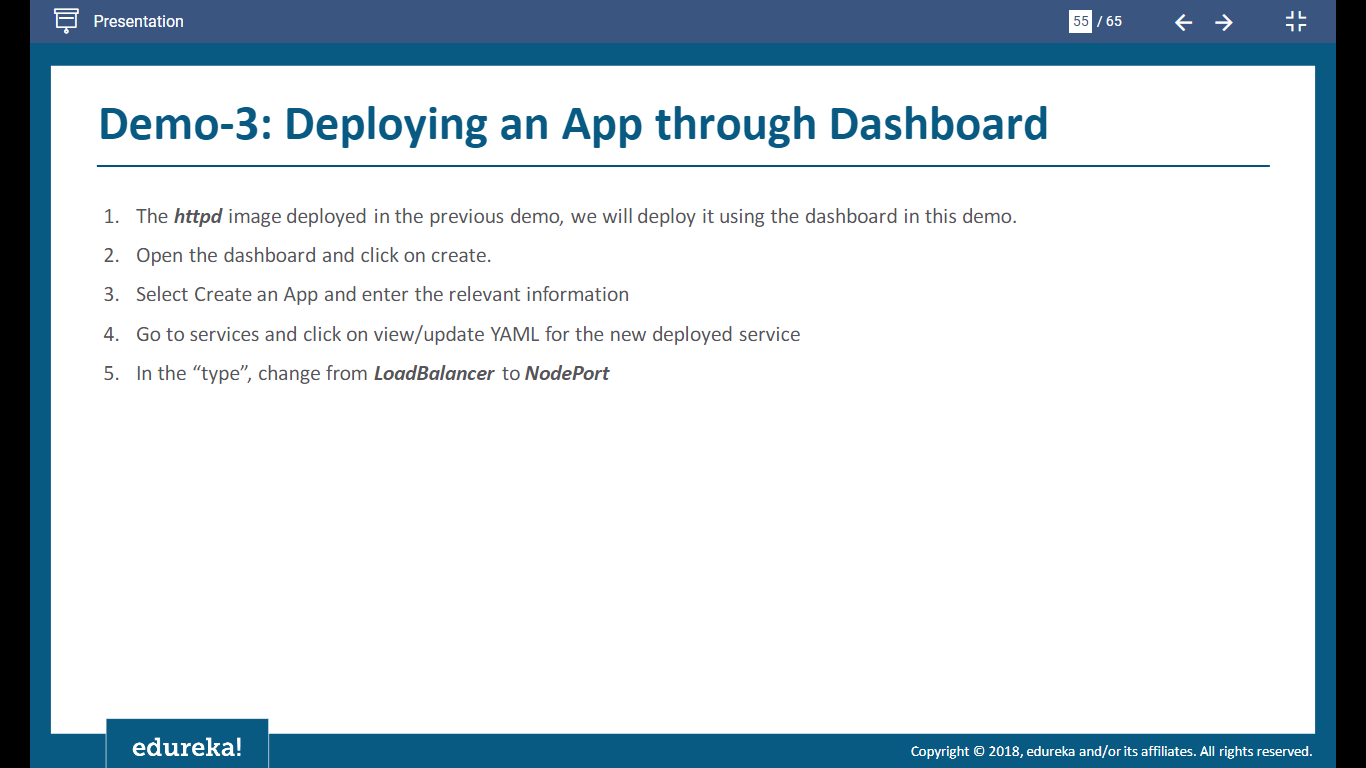 Presentation
55 / 65
Demo-3: Deploying an App through Dashboard
1. The httpd image deployed in the previous demo, we will deploy it using the dashboard in this demo.
2. Open the dashboard and click on create.
3. Select Create an App and enter the relevant information
4. Go to services and click on view/update YAML for the new deployed service
5. In the “type”, change from LoadBalancer to NodePort
edureka!
Copyright © 2018, edureka and/or its affiliates. All rights reserved.